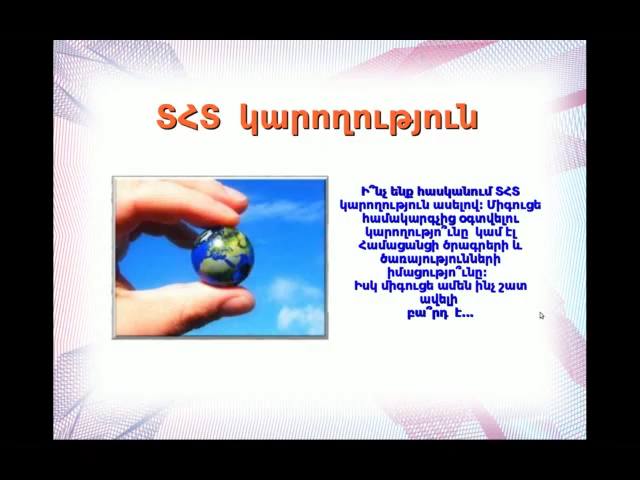 ՏՀՏ կարողություն
Ի՞նչ ենք հասկանում ՏՀՏ
կարողություն ասելով: Միգուցե
համակարգչից օգտվելու
կարողությո՞ւնը կամ էլ
Համացանցի ծրագրերի և
ծառայությունների
իմացությո՞ւնը:
Իսկ միգուցե ամեն ինչ շատ
ավելի
բա՞րդ է...